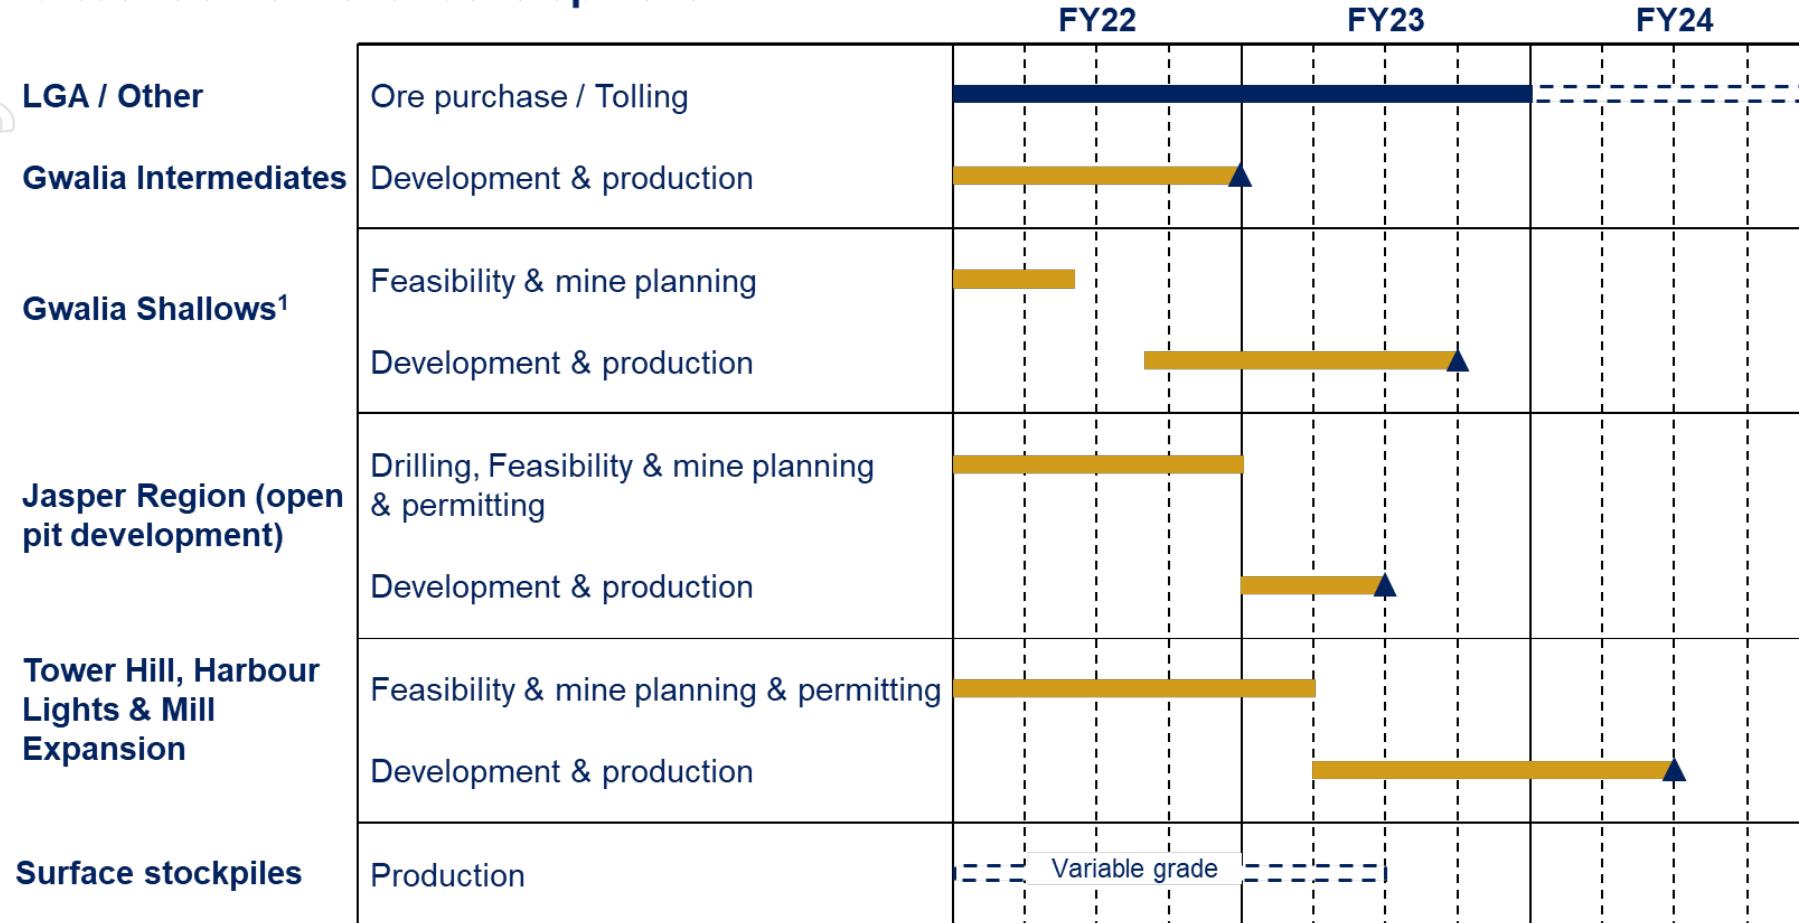 FY22 FY23 FY24
LGA / Other Ore purchase / Tolling
Gwalia Intermediates Development & production
Feasibility & mine planning
Gwalia Shallows¹
Development & production
Drilling, Feasibility & mine planning
& permitting
Jasper Region (open
pit development)
Development & production
Tower Hill, Harbour
Lights & Mill
Expansion
Feasibility & mine planning & permitting
Development & production
Surface stockpiles Production Variable grade